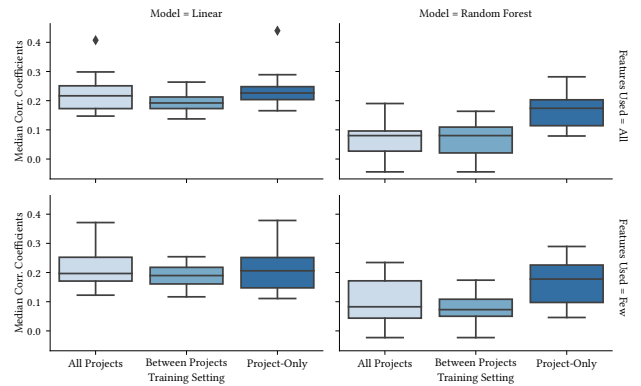 Model = Linear
Model = Random Forest
Median Corr. Coefficients
0.4
0.3
0.2
0.1
0.0
Features Used = All
Median Corr. Coefficients
0.4
0.3
0.2
0.1
0.0
Features Used = Few
All Projects
Between Projects
Project-Only
Training Setting
All Projects
Between Projects
Project-Only
Training Setting